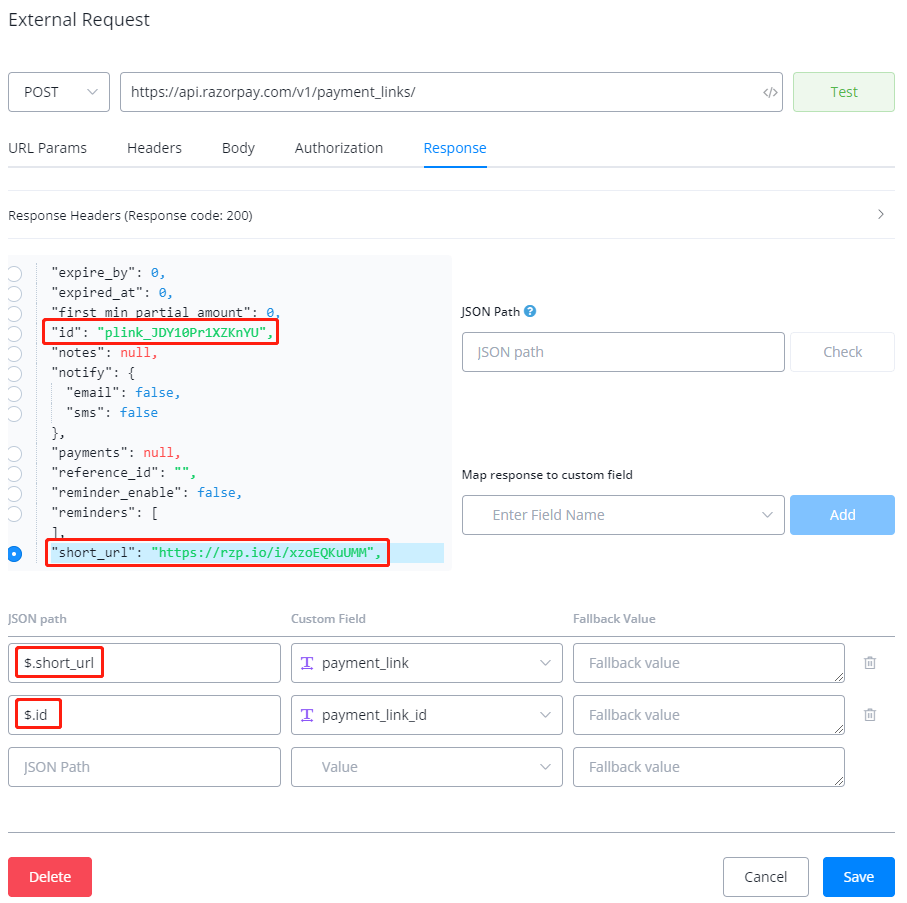 External Request
POST
https://api.razorpay.com/v1/payment_links/
</>
Test
URL Params
Headers
Body
Authorization
Response
Response Headers (Response code: 200)
"expire_by": 0,
"expired_at": 0,
"first_min_partial_amount": 0,
"id": "plink_JDY10Pr1XZKnYU",
"notes": null,
"notify": {
"email": false,
"sms": false
},
"payments": null,
"reference_id": "",
"reminder_enable": false,
"reminders": [
],
"short_url": "https://rzp.io/i/xzoEQKuUMM",
JSON Path ?
JSON path
Check
Map response to custom field
Enter Field Name
Add
JSON path
Custom Field
Fallback Value
$.short_url
payment_link
Fallback value
$.id
payment_link_id
Fallback value
JSON Path
Value
Fallback value
Delete
Cancel
Save